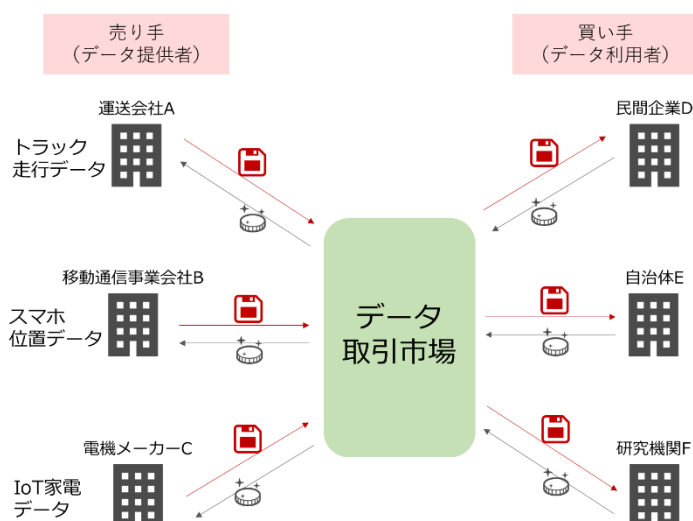 売り手
（データ提供者）
買い手
（データ利用者）
運送会社A
トラック
走行データ
民間企業D
移動通信事業会社B
スマホ
位置データ
データ
取引市場
自治体E
電機メーカーC
IoT家電
データ
研究機関F